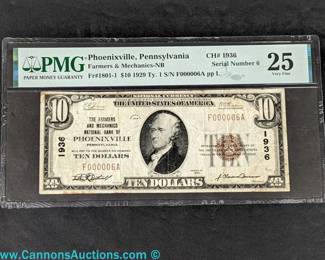 PMG
PAPER MONEY GUARANTY
Phoenixville, Pennsylvania
CH# 1936
Farmers & Mechanics-NB
Serial Number 6
Fr#1801-1 $10 1929 Ty. 1 S/N F000006A pp L
25
Very Fine
NATIONAL CURRENCY
THE UNITED STATES OF AMERICA
10
10
THE FARMERS
AND MECHANICS
NATIONAL BANK OF
PHOENIXVILLE
PENNSYLVANIA
TEN DOLLARS
F000006A
F000006A
1936
1936
TEN DOLLARS
www.CannonsAuctions.com - ©